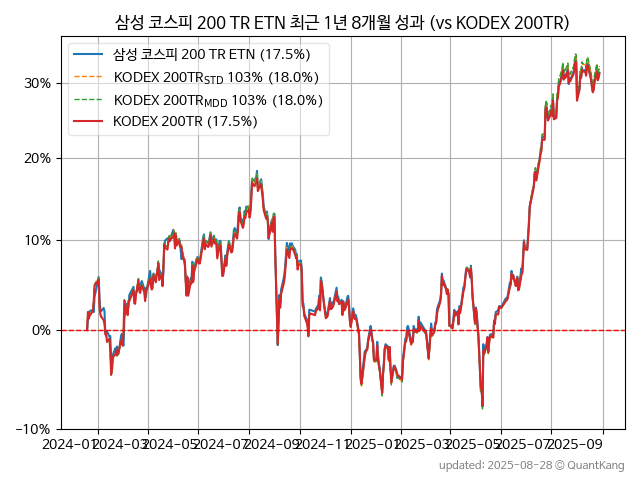 삼성 코스피 200 TR ETN 최근 1년 8개월 성과 (vs KODEX 200TR)
삼성 코스피 200 TR ETN (17.5%)
KODEX 200TRSTD 103% (18.0%)
KODEX 200TRMDD 103% (18.0%)
KODEX 200TR (17.5%)
30%
20%
10%
0%
−10%
2024-01 2024-03 2024-05 2024-07 2024-09 2024-11 2025-01 2025-03 2025-05 2025-07 2025-09
updated: 2025-08-28 © QuantKang